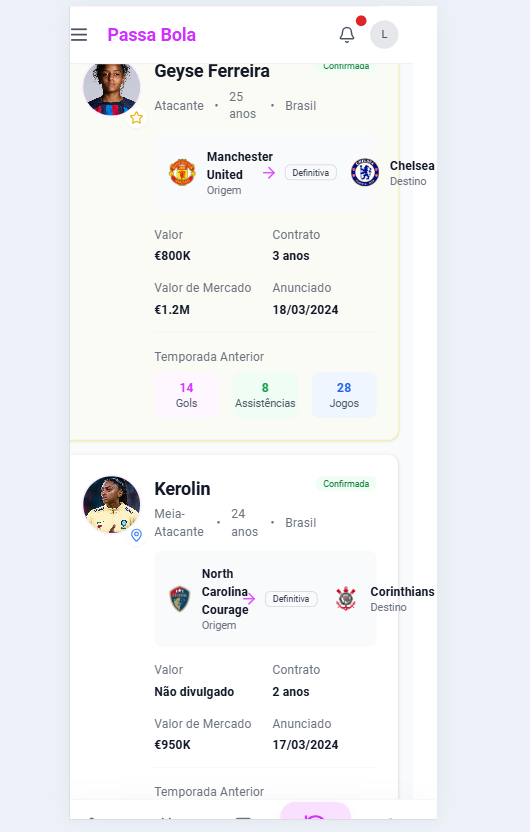 Passa Bola
L
Geyse Ferreira
Confirmada
Atacante • 25 anos • Brasil
Manchester United
Origem
Definitiva
Chelsea
Destino
Valor
€800K
Contrato
3 anos
Valor de Mercado
€1.2M
Anunciado
18/03/2024
Temporada Anterior
14
Gols
8
Assistências
28
Jogos
Kerolin
Confirmada
Meia-Atacante • 24 anos • Brasil
North Carolina Courage
Origem
Definitiva
Corinthians
Destino
Valor
Não divulgado
Contrato
2 anos
Valor de Mercado
€950K
Anunciado
17/03/2024
Temporada Anterior